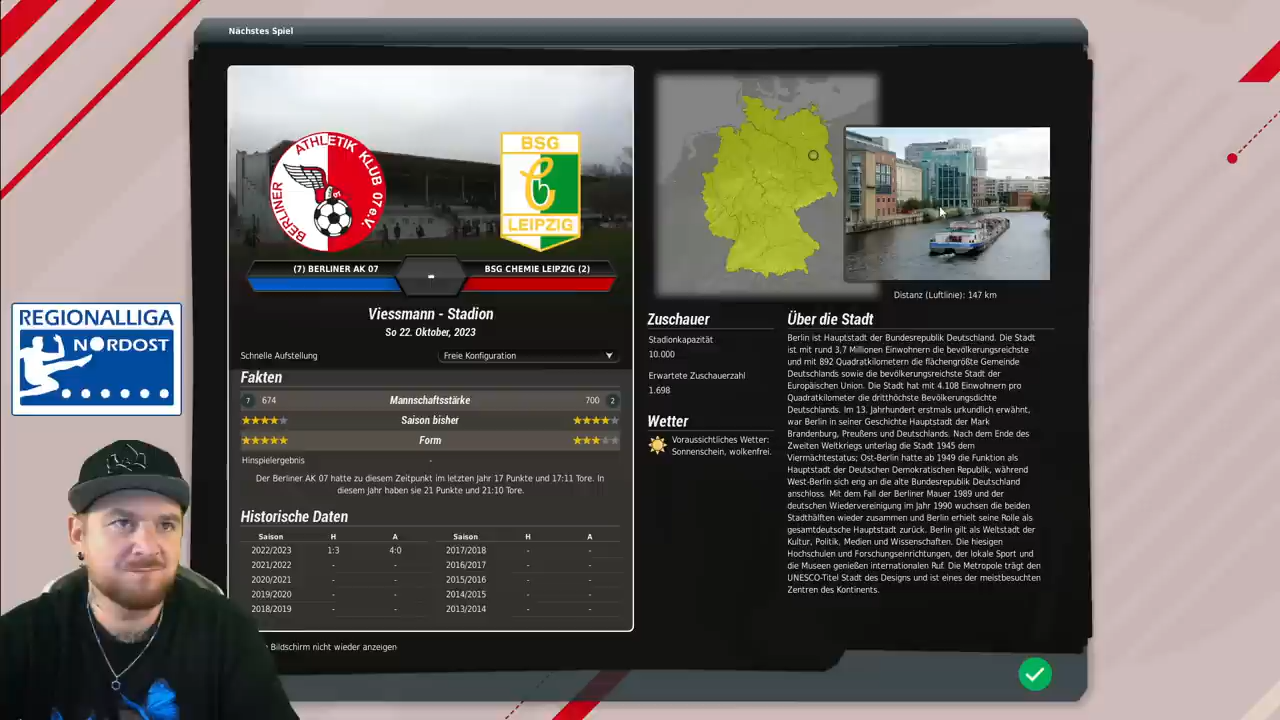 Nächstes Spiel
ATHLETIK KLUB 07 e.V.
BERLINER
BSG
LEIPZIG
(7) BERLINER AK 07
-
BSG CHEMIE LEIPZIG (2)
Viessmann - Stadion
So 22. Oktober, 2023
Schnelle Aufstellung
Freie Konfiguration
Fakten
7 674 Mannschaftsstärke 700 2
Saison bisher
Form
Hinspielergebnis -
Der Berliner AK 07 hatte zu diesem Zeitpunkt im letzten Jahr 17 Punkte und 17:11 Tore. In
diesem Jahr haben sie 21 Punkte und 21:10 Tore.
Historische Daten
Saison H A Saison H A
2022/2023 1:3 4:0 2017/2018 - -
2021/2022 - - 2016/2017 - -
2020/2021 - - 2015/2016 - -
2019/2020 - - 2014/2015 - -
2018/2019 - - 2013/2014 - -
Bildschirm nicht wieder anzeigen
Distanz (Luftlinie): 147 km
Zuschauer
Stadionkapazität
10.000
Erwartete Zuschauerzahl
1.698
Wetter
Voraussichtliches Wetter:
Sonnenschein, wolkenfrei.
Über die Stadt
Berlin ist Hauptstadt der Bundesrepublik Deutschland. Die Stadt
ist mit rund 3,7 Millionen Einwohnern die bevölkerungsreichste
und mit 892 Quadratkilometern die flächengrößte Gemeinde
Deutschlands sowie die bevölkerungsreichste Stadt der
Europäischen Union. Die Stadt hat mit 4.108 Einwohnern pro
Quadratkilometer die dritthöchste Bevölkerungsdichte
Deutschlands. Im 13. Jahrhundert erstmals urkundlich erwähnt,
war Berlin in seiner Geschichte Hauptstadt der Mark
Brandenburg, Preußens und Deutschlands. Nach dem Ende des
Zweiten Weltkriegs unterlag die Stadt 1945 dem
Viermächtestatus; Ost-Berlin hatte ab 1949 die Funktion als
Hauptstadt der Deutschen Demokratischen Republik, während
West-Berlin sich eng an die alte Bundesrepublik Deutschland
anschloss. Mit dem Fall der Berliner Mauer 1989 und der
deutschen Wiedervereinigung im Jahr 1990 wuchsen die beiden
Stadthälften wieder zusammen und Berlin erhielt seine Rolle als
gesamtdeutsche Hauptstadt zurück. Berlin gilt als Weltstadt der
Kultur, Politik, Medien und Wissenschaften. Die hiesigen
Hochschulen und Forschungseinrichtungen, der lokale Sport und
die Museen genießen internationalen Ruf. Die Metropole trägt den
UNESCO-Titel Stadt des Designs und ist eines der meistbesuchten
Zentren des Kontinents.
REGIONALLIGA
NORDOST